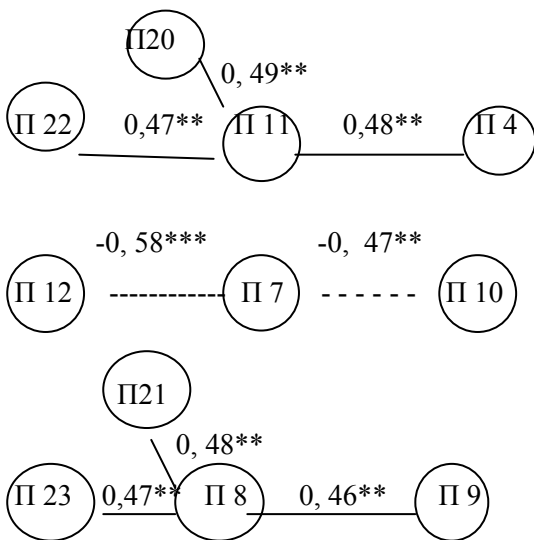 П20
0, 49**
П 22 0,47** П 11 0,48** П 4
-0, 58*** -0, 47**
П 12 П 7 П 10
П21
0, 48**
П 23 0,47** П 8 0, 46** П 9